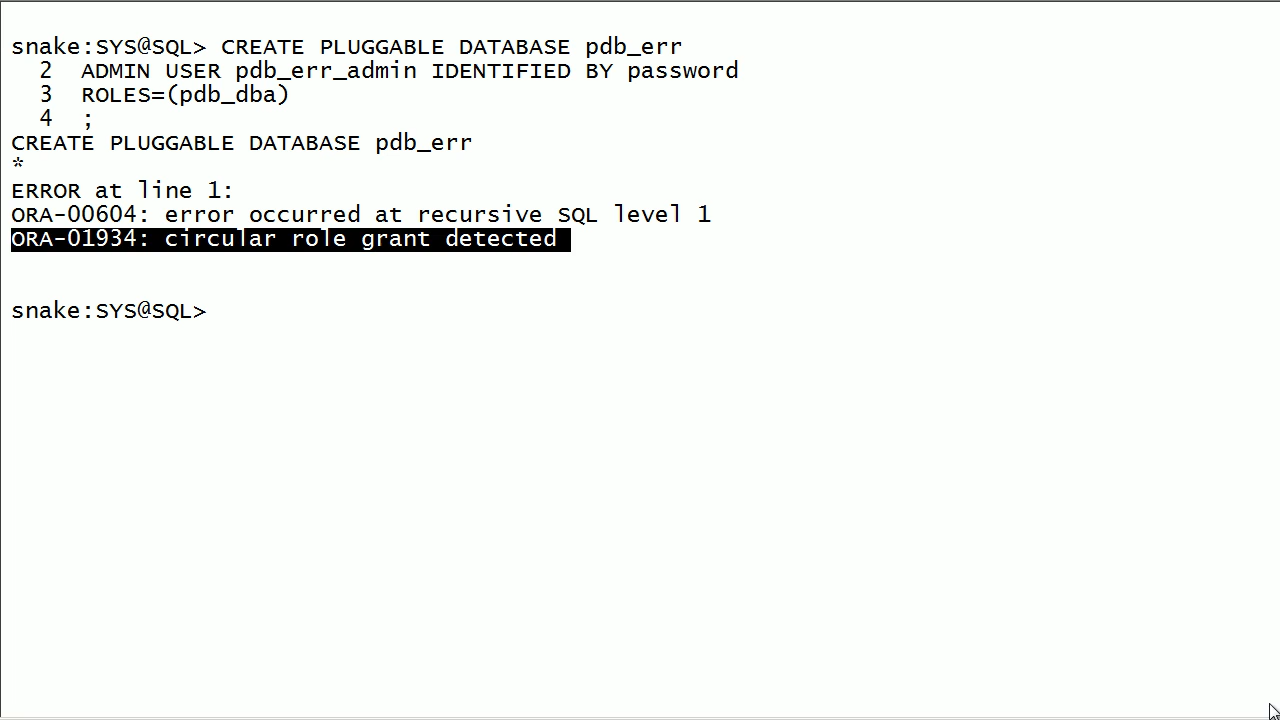 snake:SYS@SQL> CREATE PLUGGABLE DATABASE pdb_err
  2  ADMIN USER pdb_err_admin IDENTIFIED BY password
  3  ROLES=(pdb_dba)
  4  ;
CREATE PLUGGABLE DATABASE pdb_err
*
ERROR at line 1:
ORA-00604: error occurred at recursive SQL level 1
ORA-01934: circular role grant detected
snake:SYS@SQL>